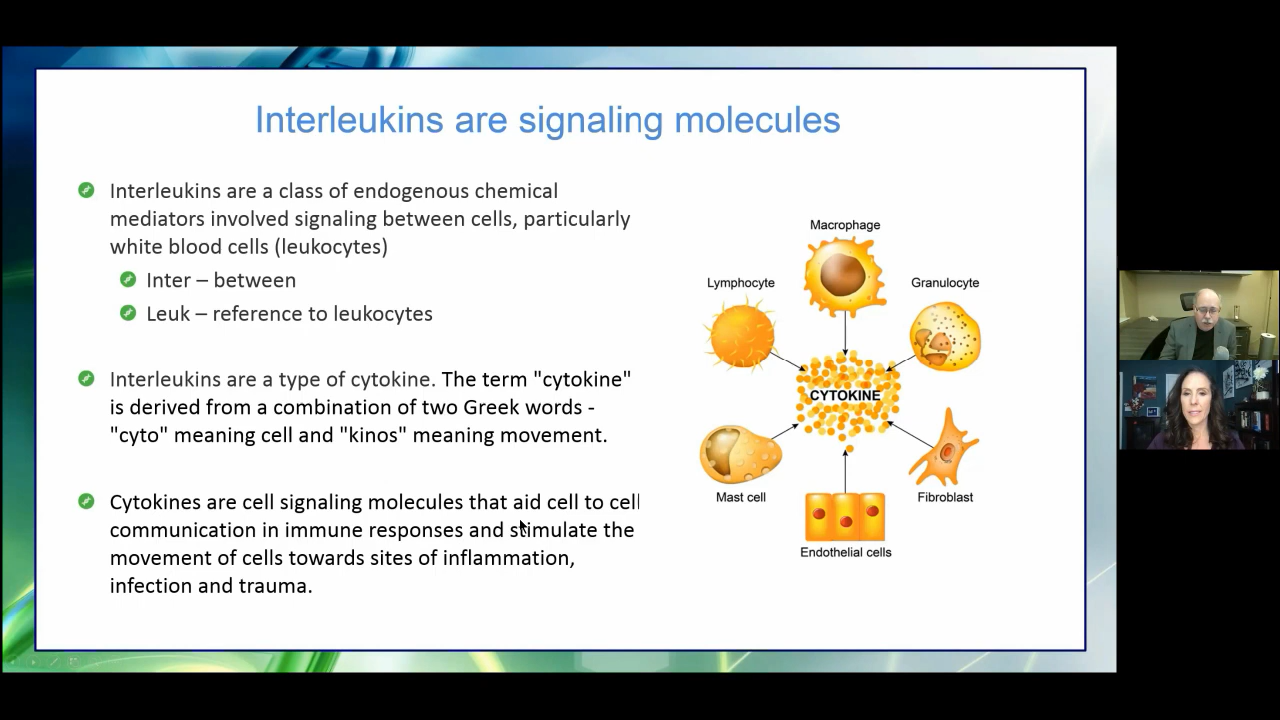 Interleukins are signaling molecules
Interleukins are a class of endogenous chemical
mediators involved signaling between cells, particularly
white blood cells (leukocytes)
Inter – between
Leuk – reference to leukocytes
Interleukins are a type of cytokine. The term "cytokine"
is derived from a combination of two Greek words -
"cyto" meaning cell and "kinos" meaning movement.
Cytokines are cell signaling molecules that aid cell to cell
communication in immune responses and stimulate the
movement of cells towards sites of inflammation,
infection and trauma.
Macrophage
Lymphocyte
Granulocyte
CYTOKINE
Mast cell
Fibroblast
Endothelial cells